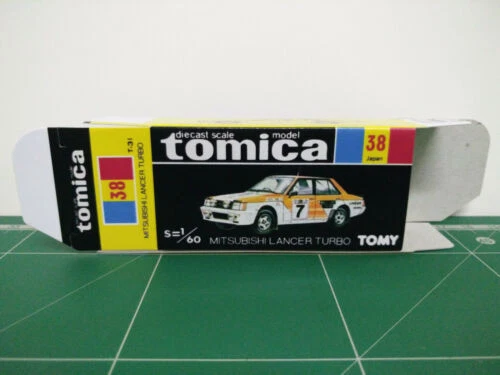 diecast scale model
tomica
38
Japan
7
S=1/60
MITSUBISHI LANCER TURBO
TOMY
tomica
38
T-31
MITSUBISHI LANCER TURBO